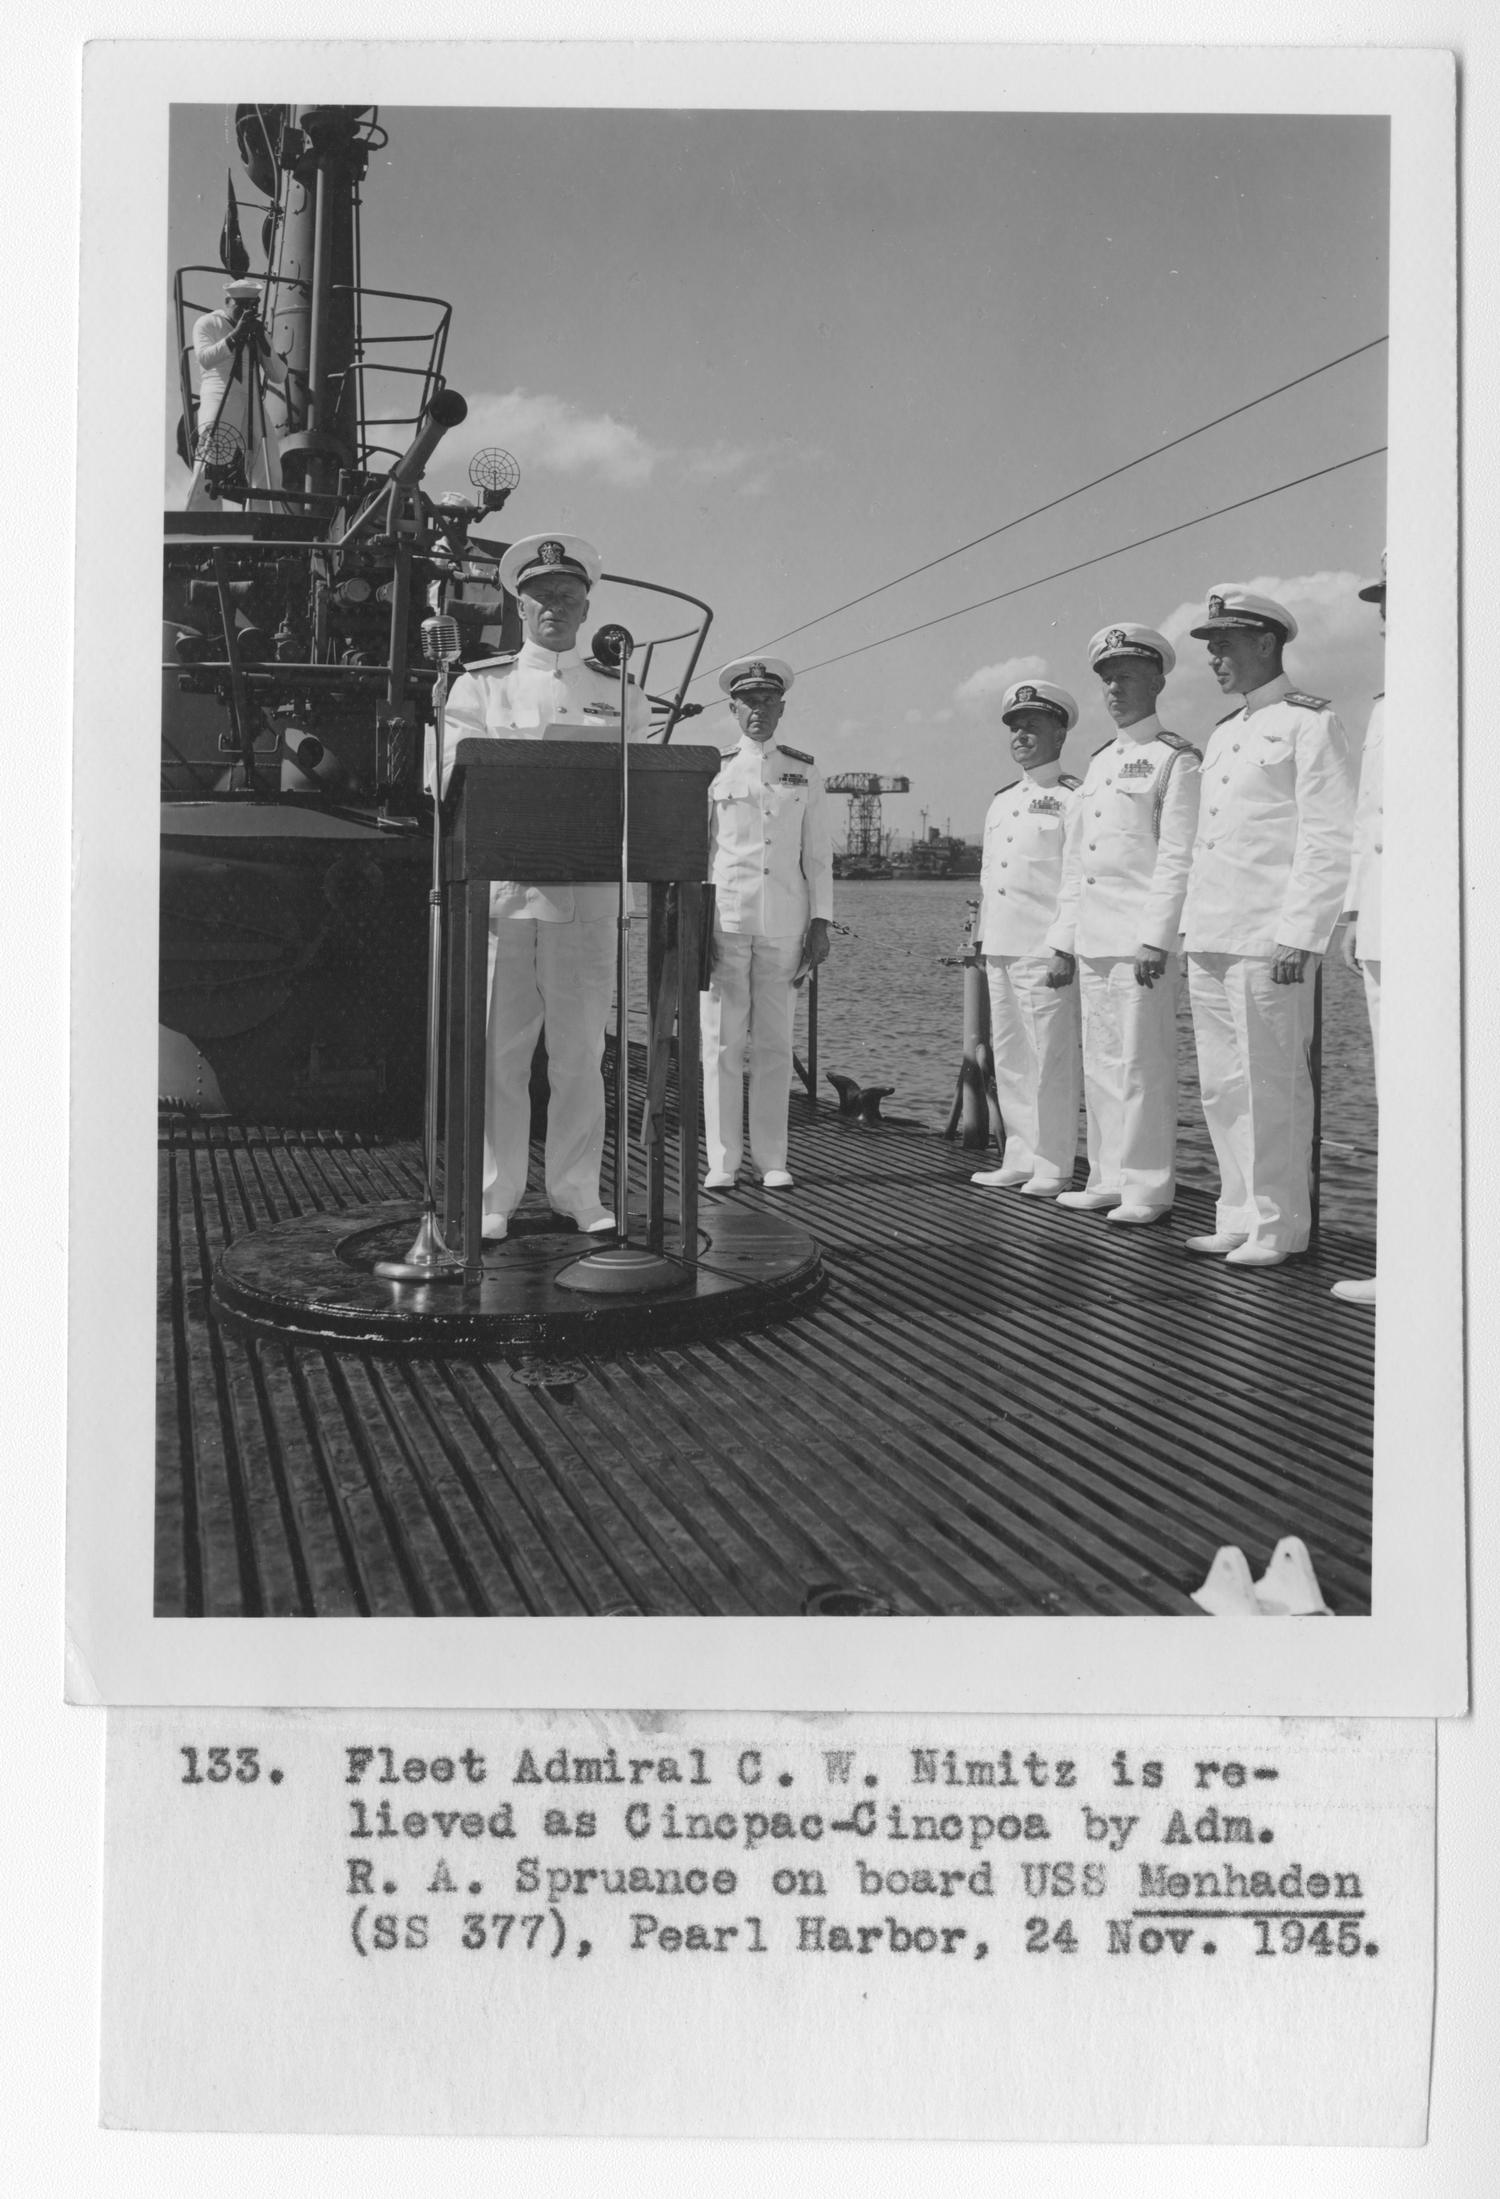 133. Fleet Admiral C. W. Nimitz is re-
lieved as Cincpac-Cincpoa by Adm.
R. A. Spruance on board USS Menhaden
(SS 377), Pearl Harbor, 24 Nov. 1945.